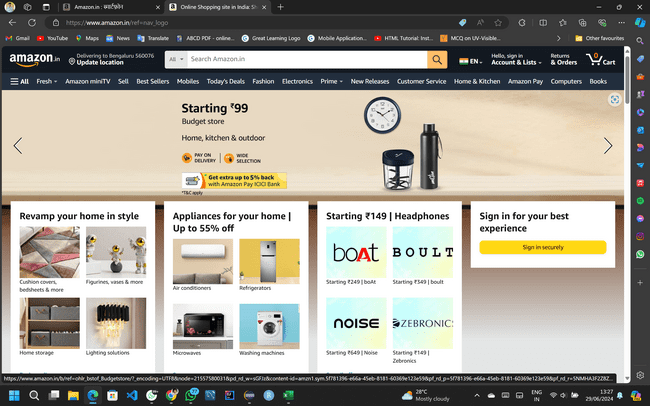 Amazon.in : स्मार्टफ़ोन
Online Shopping site in India: Sh
https://www.amazon.in/?ref=nav_logo
Gmail
YouTube
Maps
News
Translate
ABCD PDF - online...
Great Learning Logo
Mobile Application...
HTML Tutorial: Inst...
MCQ on UV-Visible...
Other favourites
amazon.in
Delivering to Bengaluru 560076
Update location
All
Search Amazon.in
EN
Hello, sign in
Account & Lists
Returns
& Orders
0
Cart
All
Fresh
Amazon miniTV
Sell
Best Sellers
Mobiles
Today's Deals
Fashion
Electronics
Prime
New Releases
Customer Service
Home & Kitchen
Amazon Pay
Computers
Books
Starting ₹99
Budget store
Home, kitchen & outdoor
PAY ON
DELIVERY
WIDE
SELECTION
Get extra up to 5% back
with Amazon Pay ICICI Bank
*T&C apply
Revamp your home in style
Cushion covers,
bedsheets & more
Figurines, vases & more
Home storage
Lighting solutions
Appliances for your home |
Up to 55% off
Air conditioners
Refrigerators
Microwaves
Washing machines
Starting ₹149 | Headphones
boAt
BOULT
Starting ₹249 | boAt
Starting ₹349 | boult
NOISE
ZEBRONICS
Starting ₹649 | Noise
Starting ₹149 |
Zebronics
Sign in for your best
experience
Sign in securely
28°C
Mostly cloudy
ENG
IN
13:27
29/06/2024